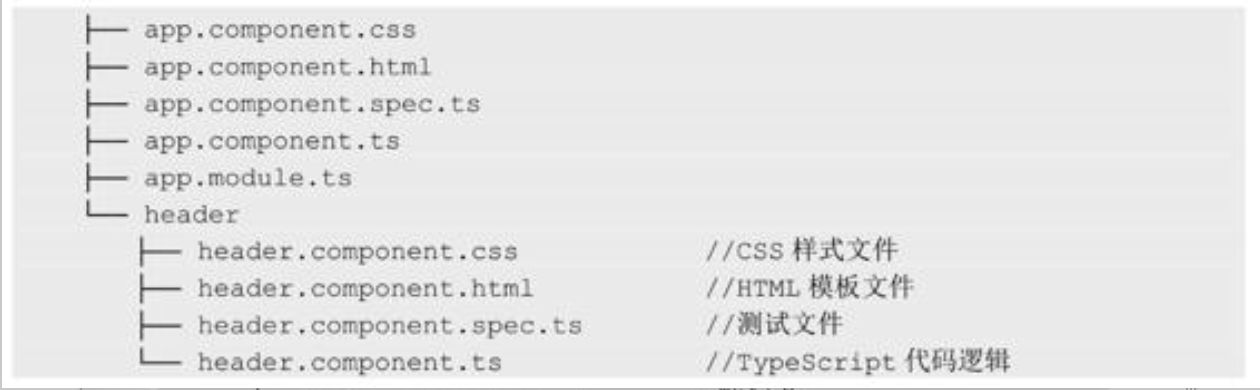 ├── app.component.css
├── app.component.html
├── app.component.spec.ts
├── app.component.ts
├── app.module.ts
└── header
    ├── header.component.css          //CSS 样式文件
    ├── header.component.html         //HTML 模板文件
    ├── header.component.spec.ts      //测试文件
    └── header.component.ts           //TypeScript 代码逻辑